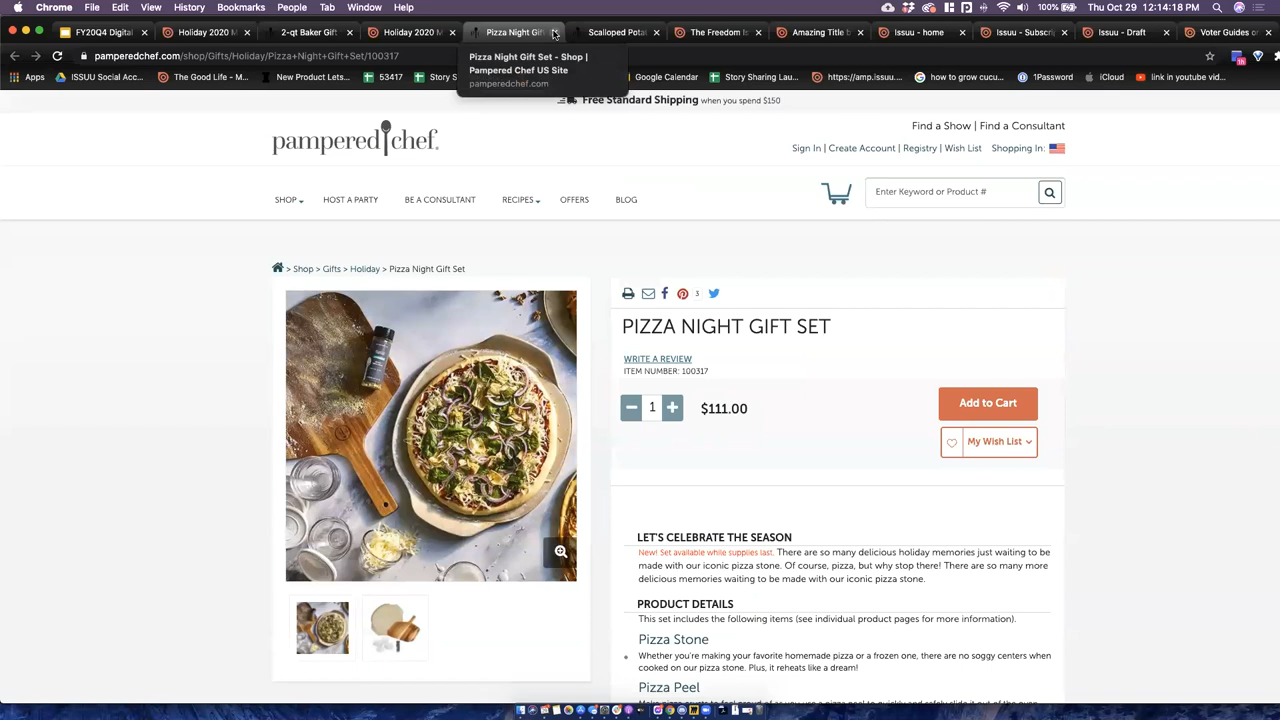 Chrome File Edit View History Bookmarks People Tab Window Help
100% Thu Oct 29 12:14:18 PM
FY20Q4 Digital
Holiday 2020 M
2-qt Baker Gift
Holiday 2020 M
Pizza Night Gif
Scalloped Potat
The Freedom Is
Amazing Title b
Issuu - home
Issuu - Subscri
Issuu - Draft
Voter Guides or
pamperedchef.com/shop/Gifts/Holiday/Pizza+Night+Gift+Set/100317
Apps
ISSUU Social Acc...
The Good Life - M...
New Product Lets...
53417
Story S
Google Calendar
Story Sharing Lau...
https://amp.issuu....
how to grow cucu...
1Password
iCloud
link in youtube vid...
Pizza Night Gift Set - Shop |
Pampered Chef US Site
pamperedchef.com
Free Standard Shipping when you spend $150
pampered chef
Find a Show | Find a Consultant
Sign In | Create Account | Registry | Wish List Shopping In:
SHOP HOST A PARTY BE A CONSULTANT RECIPES OFFERS BLOG
Enter Keyword or Product #
> Shop > Gifts > Holiday > Pizza Night Gift Set
3
PIZZA NIGHT GIFT SET
WRITE A REVIEW
ITEM NUMBER: 100317
1 $111.00
Add to Cart
My Wish List
LET'S CELEBRATE THE SEASON
New! Set available while supplies last. There are so many delicious holiday memories just waiting to be
made with our iconic pizza stone. Of course, pizza, but why stop there! There are so many more
delicious memories waiting to be made with our iconic pizza stone.
PRODUCT DETAILS
This set includes the following items (see individual product pages for more information).
Pizza Stone
Whether you're making your favorite homemade pizza or a frozen one, there are no soggy centers when
cooked on our pizza stone. Plus, it reheats like a dream!
Pizza Peel